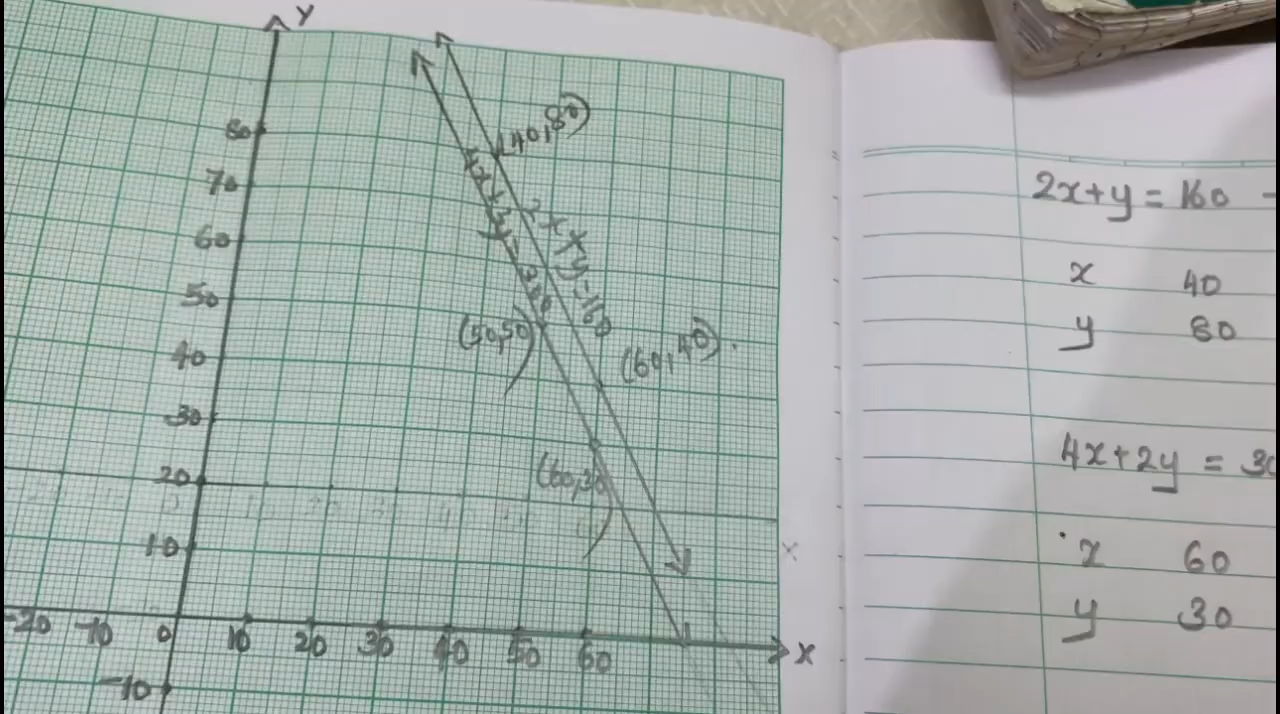 Y
80
(40,80)
70
60
2x+y=160
50
(50,50)
40
(60,40).
30
20
(60,30)
10
-20 -10 0 10 20 30 40 50 60 X
-10
2x+y = 160 -
x 40
y 80
4x+2y = 30
x 60
y 30